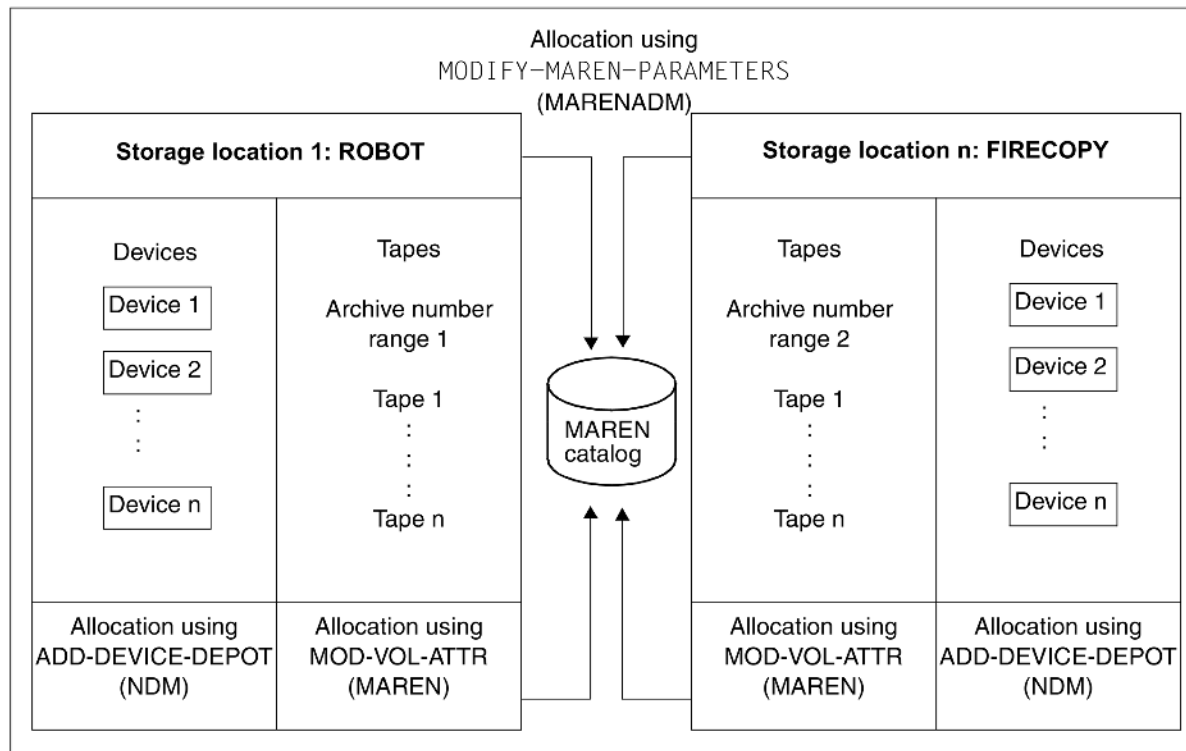 Allocation using
MODIFY-MAREN-PARAMETERS
(MARENADM)
Storage location 1: ROBOT
Devices
Device 1
Device 2
Device n
Tapes
Archive number
range 1
Tape 1
Tape n
Allocation using
ADD-DEVICE-DEPOT
(NDM)
Allocation using
MOD-VOL-ATTR
(MAREN)
MAREN
catalog
Storage location n: FIRECOPY
Tapes
Archive number
range 2
Tape 1
Tape n
Devices
Device 1
Device 2
Device n
Allocation using
MOD-VOL-ATTR
(MAREN)
Allocation using
ADD-DEVICE-DEPOT
(NDM)